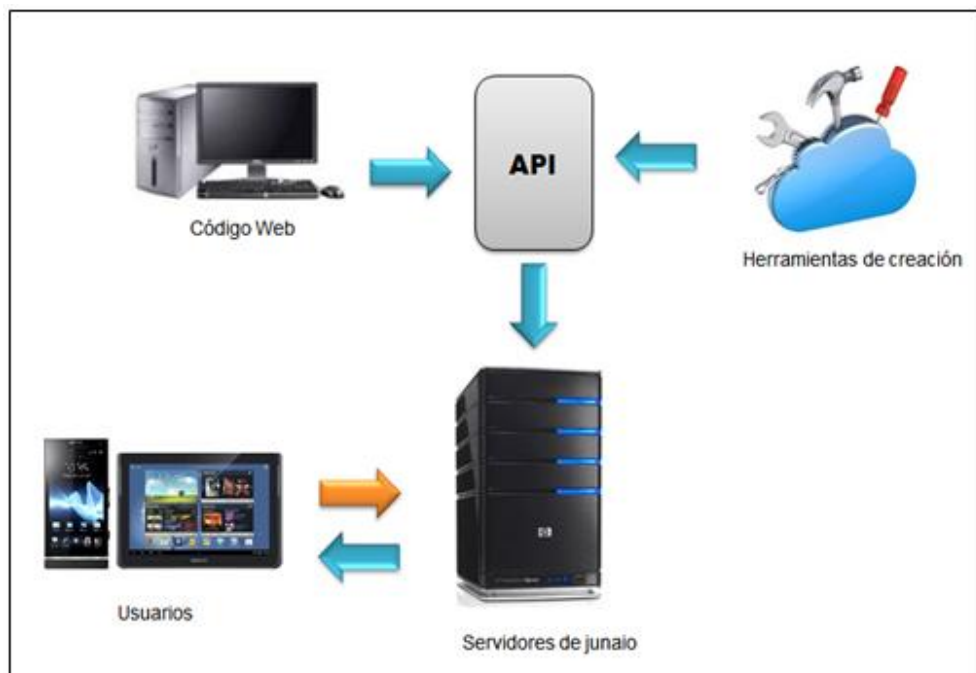 API
Código Web
Herramientas de creación
Usuarios
Servidores de junaio